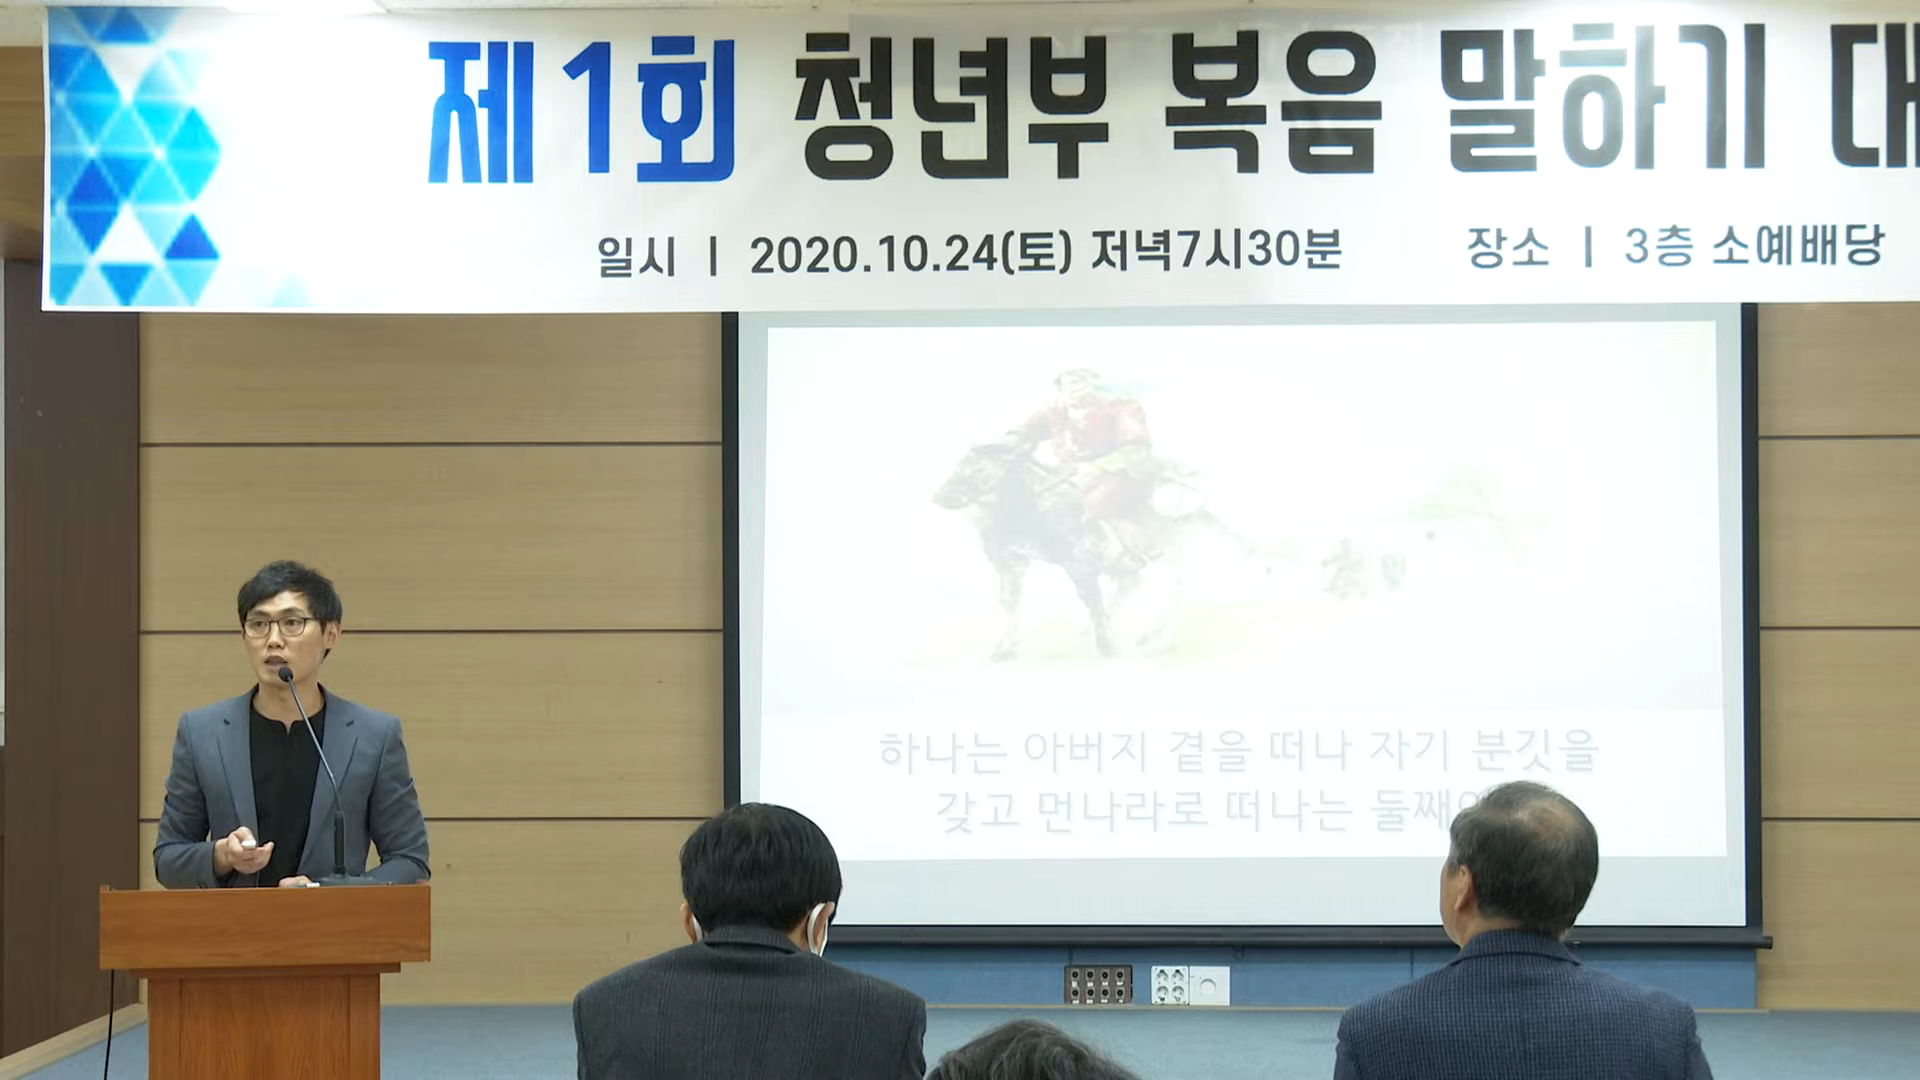 제1회 청년부 복음 말하기 대
일시 | 2020.10.24(토) 저녁7시30분 장소 | 3층 소예배당
하나는 아버지 곁을 떠나 자기 분깃을
갖고 먼나라로 떠나는 둘째